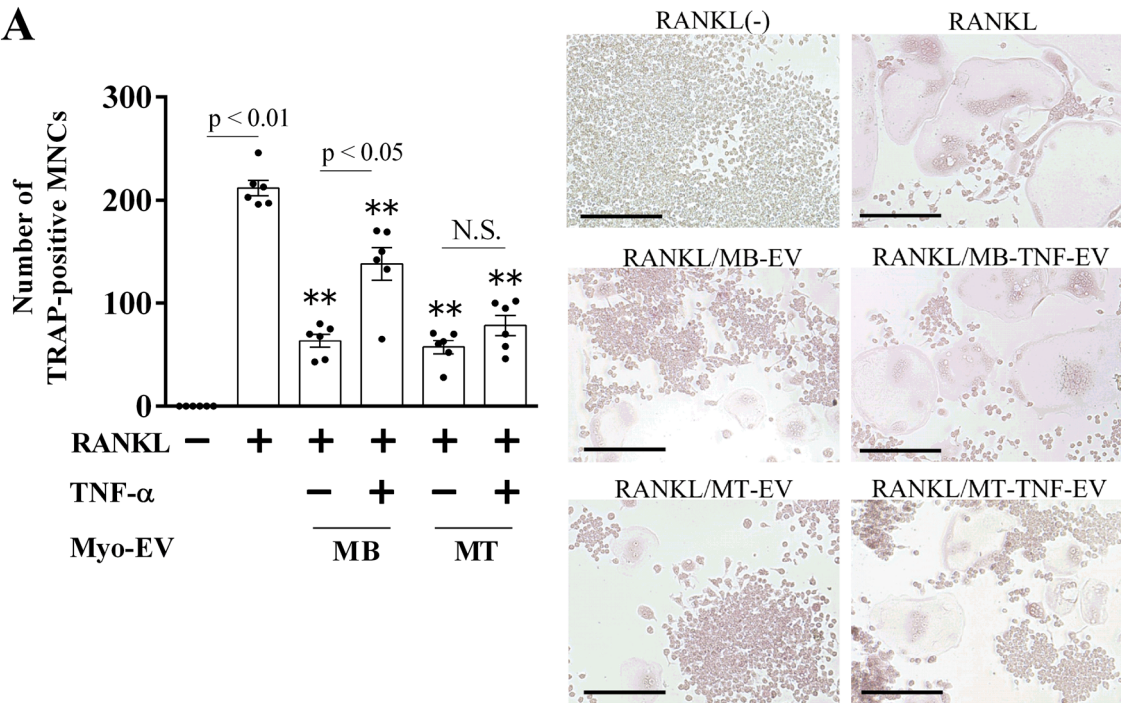 A
Number of
TRAP-positive MNCs
300
200
100
0
p < 0.01
p < 0.05
N.S.
**
**
**
**
RANKL − + + + + +
TNF-α − + − +
Myo-EV MB MT
RANKL(-)
RANKL
RANKL/MB-EV
RANKL/MB-TNF-EV
RANKL/MT-EV
RANKL/MT-TNF-EV